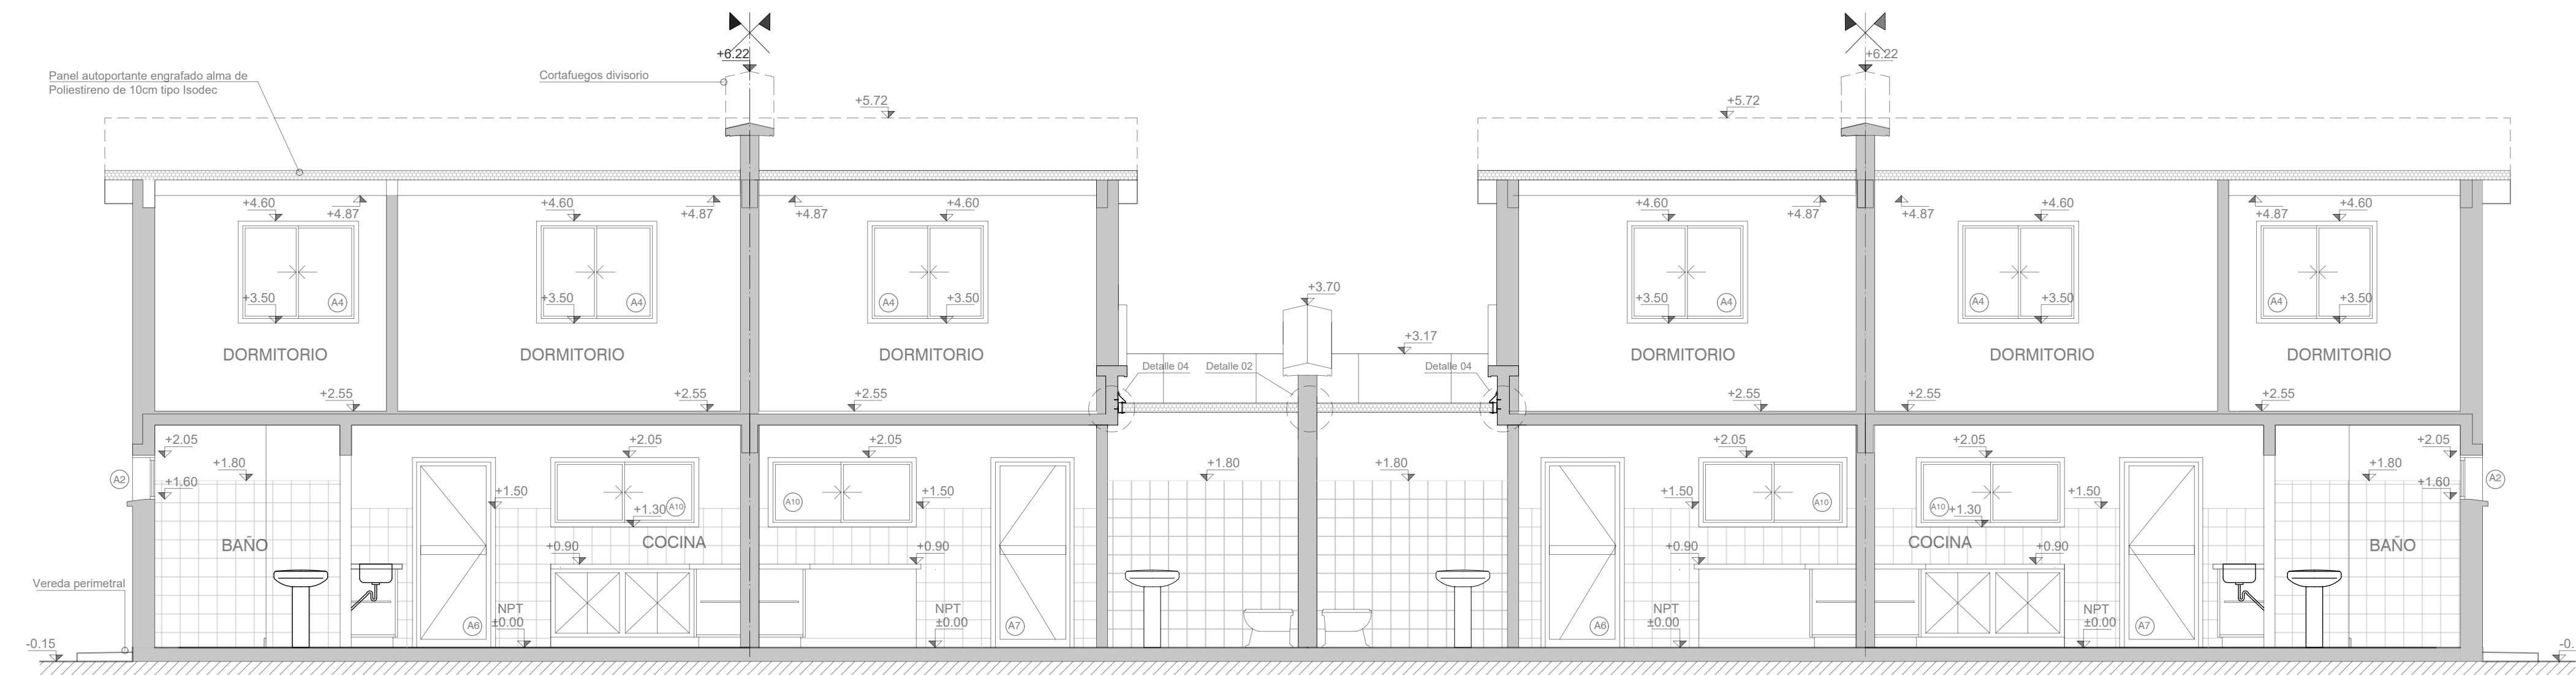 +6.22
+6.22
Panel autoportante engrafado alma de
Poliestireno de 10cm tipo Isodec
Cortafuegos divisorio
+5.72
+5.72
+4.60
+4.87
+4.60
+4.87
+4.87
+4.60
+4.60
+4.87
+4.87
+4.60
+4.87
+4.60
+3.50
A4
+3.50
A4
A4
+3.50
+3.70
+3.50
A4
A4
+3.50
A4
+3.50
+3.17
DORMITORIO
DORMITORIO
DORMITORIO
DORMITORIO
DORMITORIO
DORMITORIO
Detalle 04
Detalle 02
Detalle 04
+2.55
+2.55
+2.55
+2.55
+2.55
+2.55
+2.05
+2.05
+2.05
+2.05
+2.05
+2.05
A2
+1.80
+1.60
+1.80
+1.80
+1.80
+1.60
A2
+1.50
+1.30
A10
A10
+1.50
+1.50
A10
A10
+1.30
+1.50
BAÑO
COCINA
COCINA
BAÑO
+0.90
+0.90
+0.90
+0.90
Vereda perimetral
NPT
±0.00
A6
NPT
±0.00
A7
A6
NPT
±0.00
NPT
±0.00
A7
-0.15
-0.